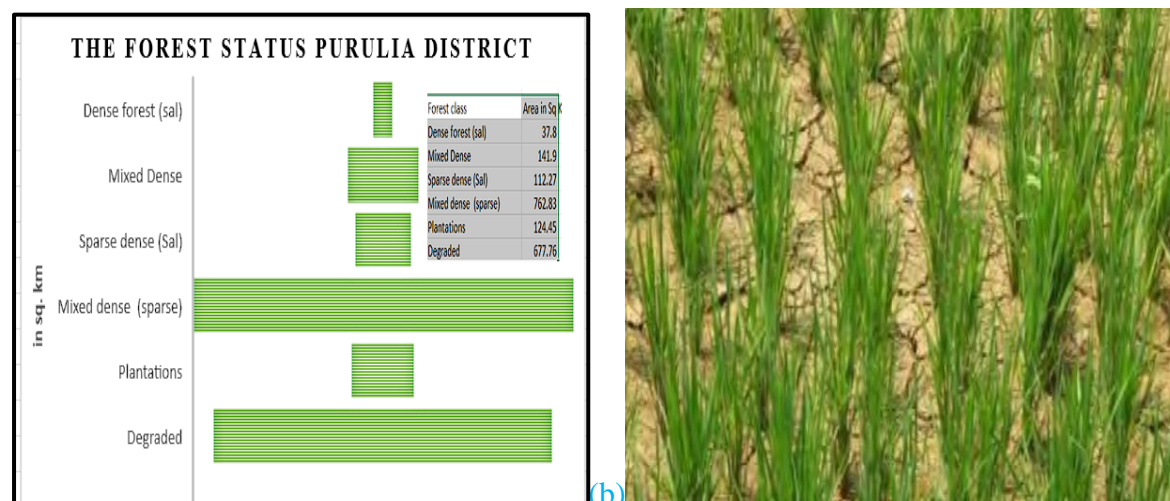 THE FOREST STATUS PURULIA DISTRICT
Dense forest (sal)
Mixed Dense
Sparse dense (Sal)
Mixed dense (sparse)
Plantations
Degraded
in sq. km
Forest class Area in Sq K
Dense forest (sal) 37.8
Mixed Dense 141.9
Sparse dense (Sal) 112.27
Mixed dense (sparse) 762.83
Plantations 124.45
Degraded 677.76
(b)